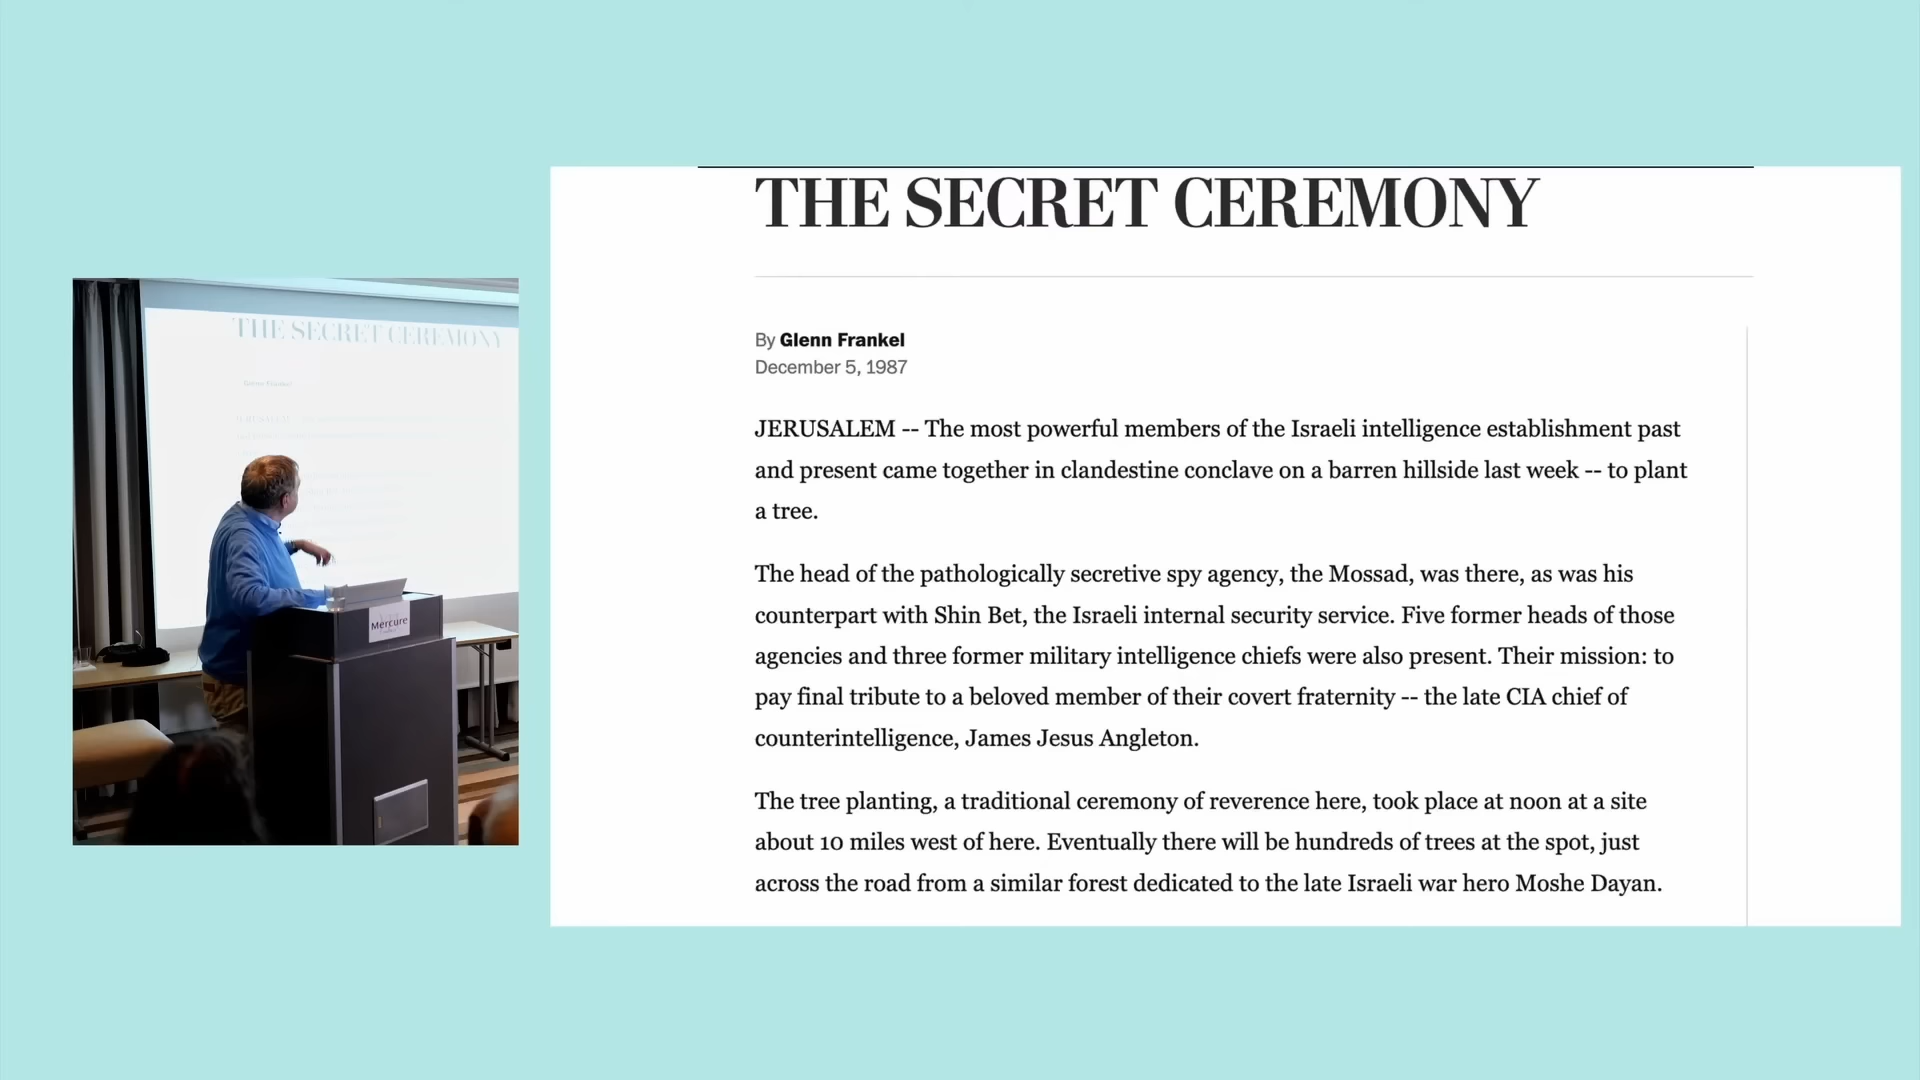 THE SECRET CEREMONY
By Glenn Frankel
December 5, 1987
JERUSALEM -- The most powerful members of the Israeli intelligence establishment past
and present came together in clandestine conclave on a barren hillside last week -- to plant
a tree.
The head of the pathologically secretive spy agency, the Mossad, was there, as was his
counterpart with Shin Bet, the Israeli internal security service. Five former heads of those
agencies and three former military intelligence chiefs were also present. Their mission: to
pay final tribute to a beloved member of their covert fraternity -- the late CIA chief of
counterintelligence, James Jesus Angleton.
The tree planting, a traditional ceremony of reverence here, took place at noon at a site
about 10 miles west of here. Eventually there will be hundreds of trees at the spot, just
across the road from a similar forest dedicated to the late Israeli war hero Moshe Dayan.
THE SECRET CEREMONY
Glenn Frankel
Mercure